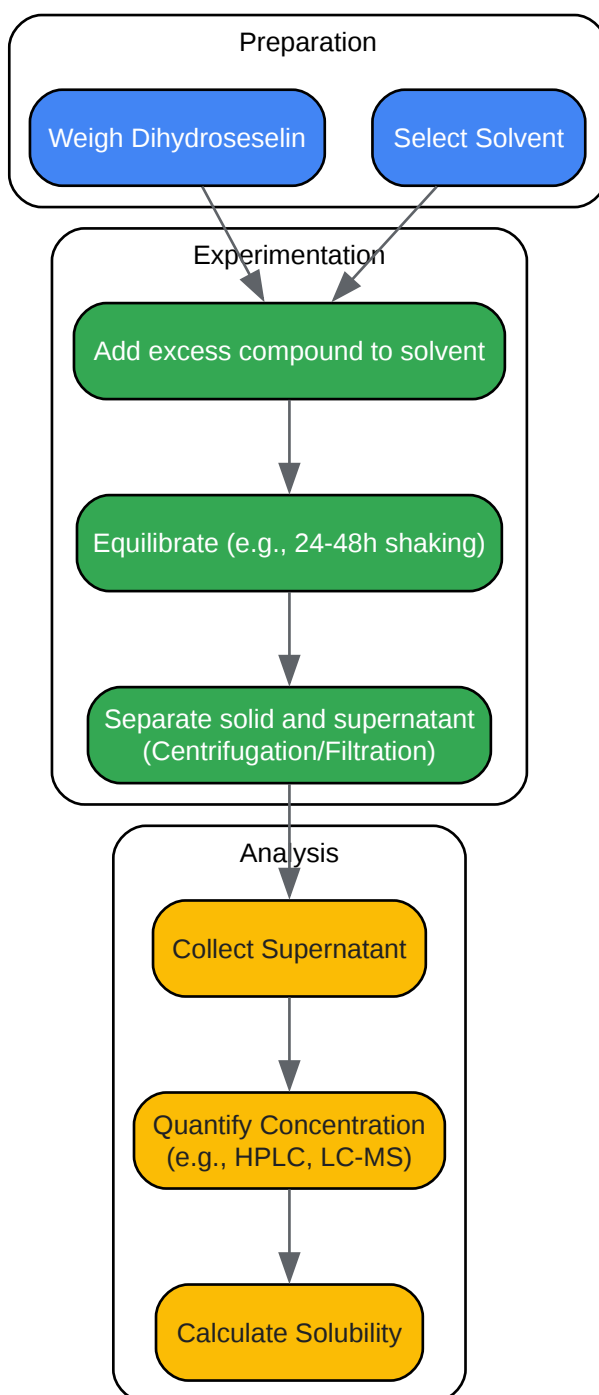 Preparation
Weigh Dihydroseselin
Select Solvent
Experimentation
Add excess compound to solvent
Equilibrate (e.g., 24-48h shaking)
Separate solid and supernatant
(Centrifugation/Filtration)
Analysis
Collect Supernatant
Quantify Concentration
(e.g., HPLC, LC-MS)
Calculate Solubility